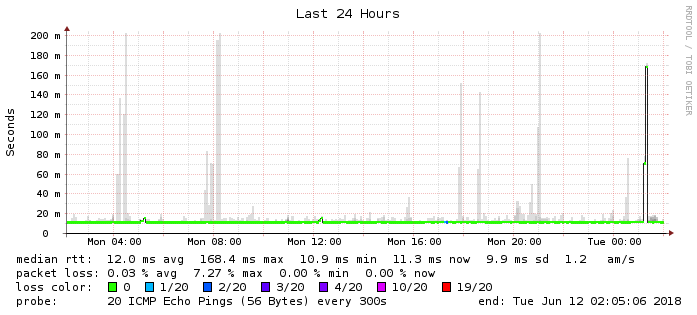 Last 24 Hours
RRDTOOL / TOBI OETIKER
Seconds
200 m
180 m
160 m
140 m
120 m
100 m
80 m
60 m
40 m
20 m
0
Mon 04:00 Mon 08:00 Mon 12:00 Mon 16:00 Mon 20:00 Tue 00:00
median rtt: 12.0 ms avg 168.4 ms max 10.9 ms min 11.3 ms now 9.9 ms sd 1.2 am/s
packet loss: 0.03 % avg 7.27 % max 0.00 % min 0.00 % now
loss color: 0 1/20 2/20 3/20 4/20 10/20 19/20
probe: 20 ICMP Echo Pings (56 Bytes) every 300s end: Tue Jun 12 02:05:06 2018